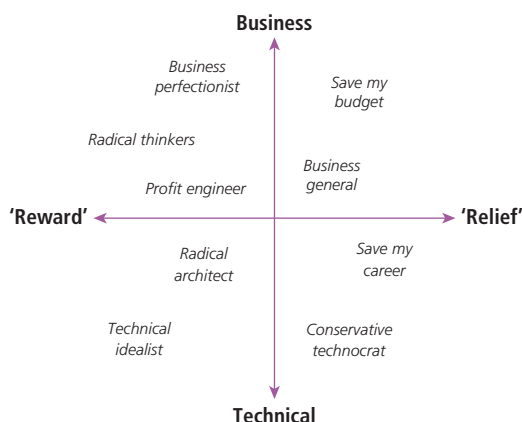 Business
Business
perfectionist
Save my
budget
Radical thinkers
Business
general
Profit engineer
'Reward'
'Relief'
Radical
architect
Save my
career
Technical
idealist
Conservative
technocrat
Technical